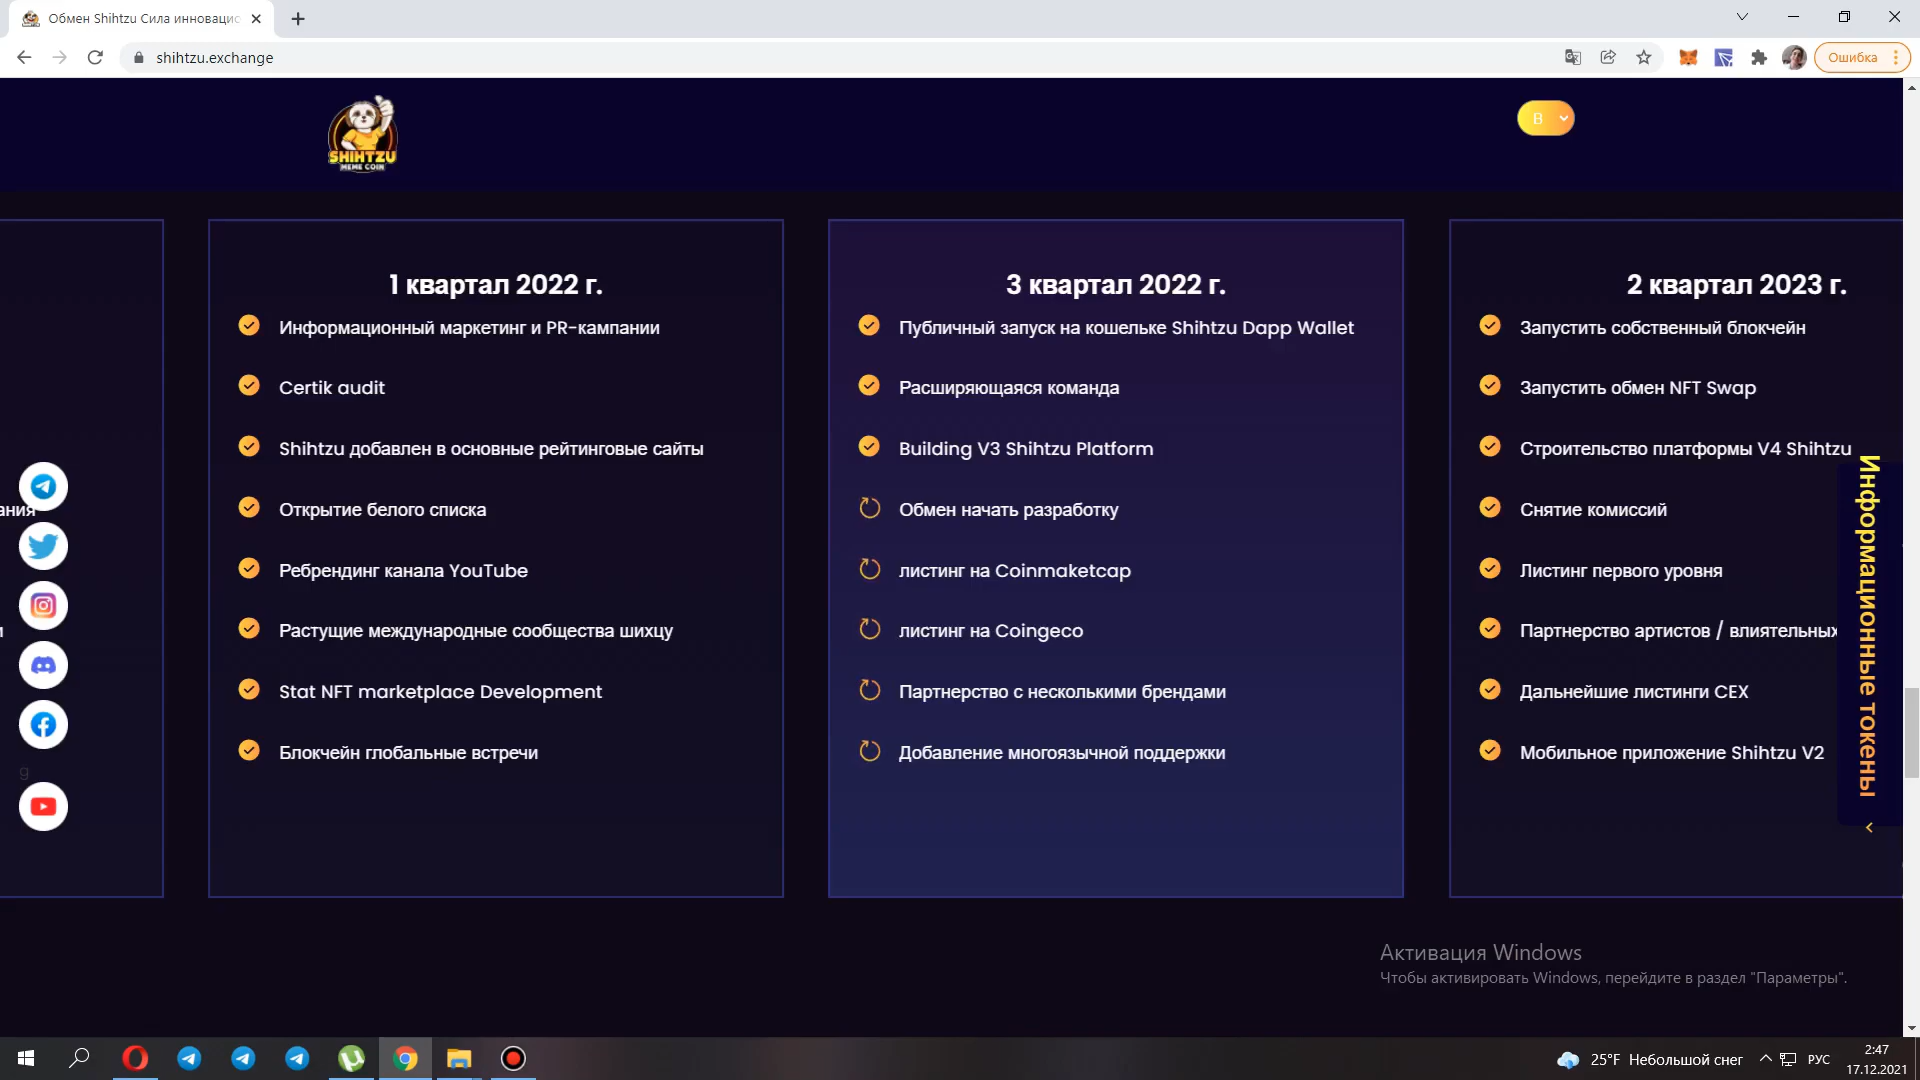 Обмен Shihtzu Сила инновацио
shihtzu.exchange
Ошибка
SHIHTZU
MEME COIN
В
ания
и
g
1 квартал 2022 г.
Информационный маркетинг и PR-кампании
Certik audit
Shihtzu добавлен в основные рейтинговые сайты
Открытие белого списка
Ребрендинг канала YouTube
Растущие международные сообщества шихцу
Stat NFT marketplace Development
Блокчейн глобальные встречи
3 квартал 2022 г.
Публичный запуск на кошельке Shihtzu Dapp Wallet
Расширяющаяся команда
Building V3 Shihtzu Platform
Обмен начать разработку
листинг на Coinmaketcap
листинг на Coingeco
Партнерство с несколькими брендами
Добавление многоязычной поддержки
2 квартал 2023 г.
Запустить собственный блокчейн
Запустить обмен NFT Swap
Строительство платформы V4 Shihtzu
Снятие комиссий
Листинг первого уровня
Партнерство артистов / влиятельных
Дальнейшие листинги CEX
Мобильное приложение Shihtzu V2
Информационные токены
Активация Windows
Чтобы активировать Windows, перейдите в раздел "Параметры".
25°F Небольшой снег
РУС
2:47
17.12.2021